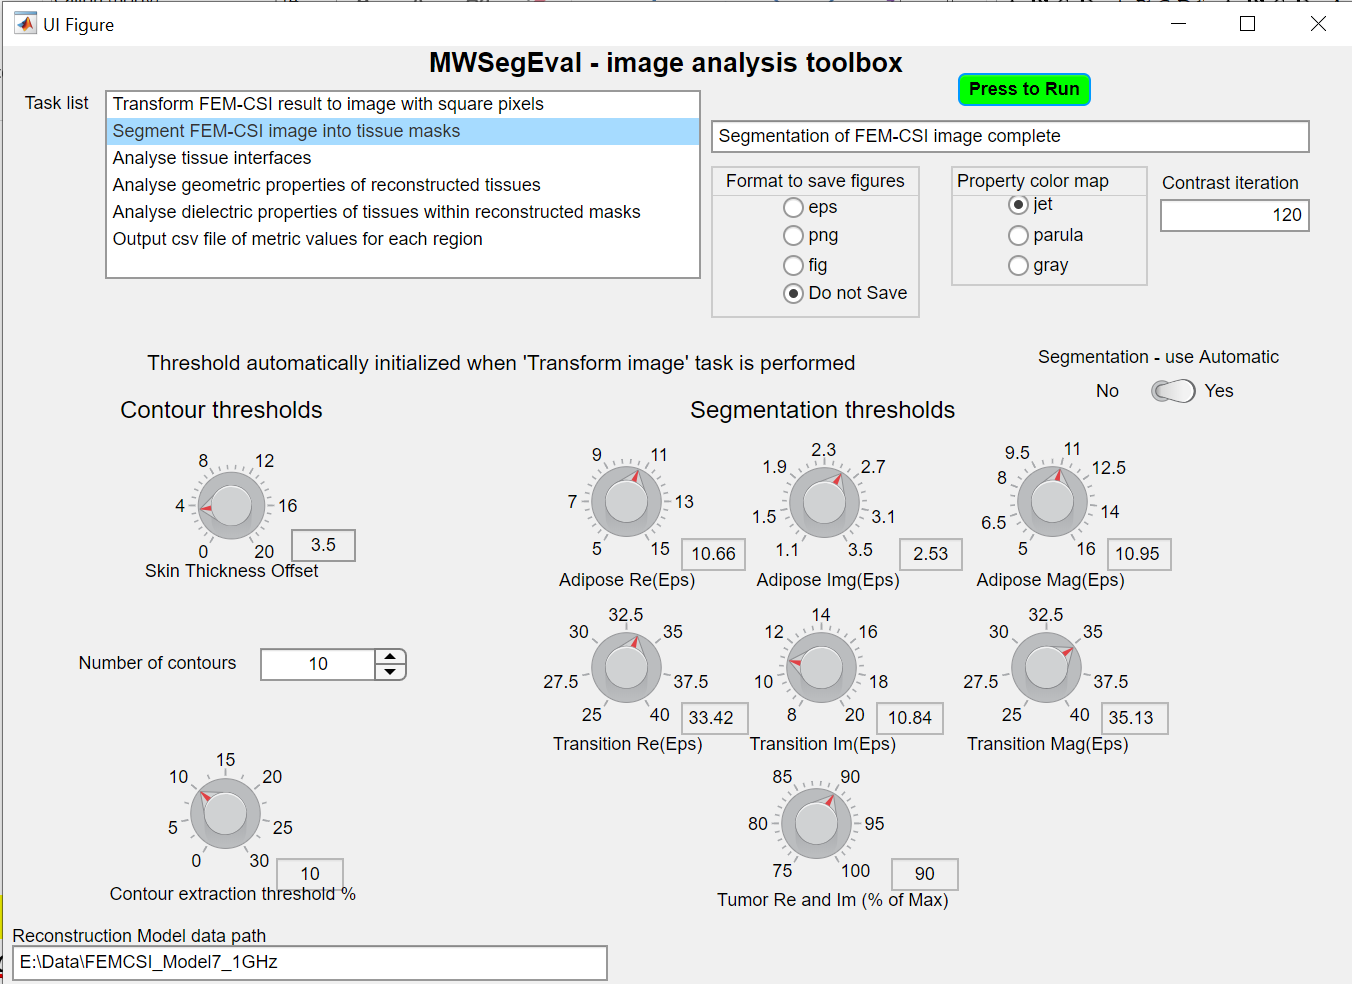 UI Figure
MWSegEval - image analysis toolbox
Press to Run
Task list
Transform FEM-CSI result to image with square pixels
Segment FEM-CSI image into tissue masks
Analyse tissue interfaces
Analyse geometric properties of reconstructed tissues
Analyse dielectric properties of tissues within reconstructed masks
Output csv file of metric values for each region
Segmentation of FEM-CSI image complete
Format to save figures
eps
png
fig
Do not Save
Property color map
jet
parula
gray
Contrast iteration
120
Threshold automatically initialized when 'Transform image' task is performed
Segmentation - use Automatic
No Yes
Contour thresholds
0 4 8 12 16 20
3.5
Skin Thickness Offset
Number of contours 10
0 5 10 15 20 25 30
10
Contour extraction threshold %
Segmentation thresholds
5 7 9 11 13 15
10.66
Adipose Re(Eps)
1.1 1.5 1.9 2.3 2.7 3.1 3.5
2.53
Adipose Img(Eps)
5 6.5 8 9.5 11 12.5 14 16
10.95
Adipose Mag(Eps)
25 27.5 30 32.5 35 37.5 40
33.42
Transition Re(Eps)
8 10 12 14 16 18 20
10.84
Transition Im(Eps)
25 27.5 30 32.5 35 37.5 40
35.13
Transition Mag(Eps)
75 80 85 90 95 100
90
Tumor Re and Im (% of Max)
Reconstruction Model data path
E:\Data\FEMCSI_Model7_1GHz